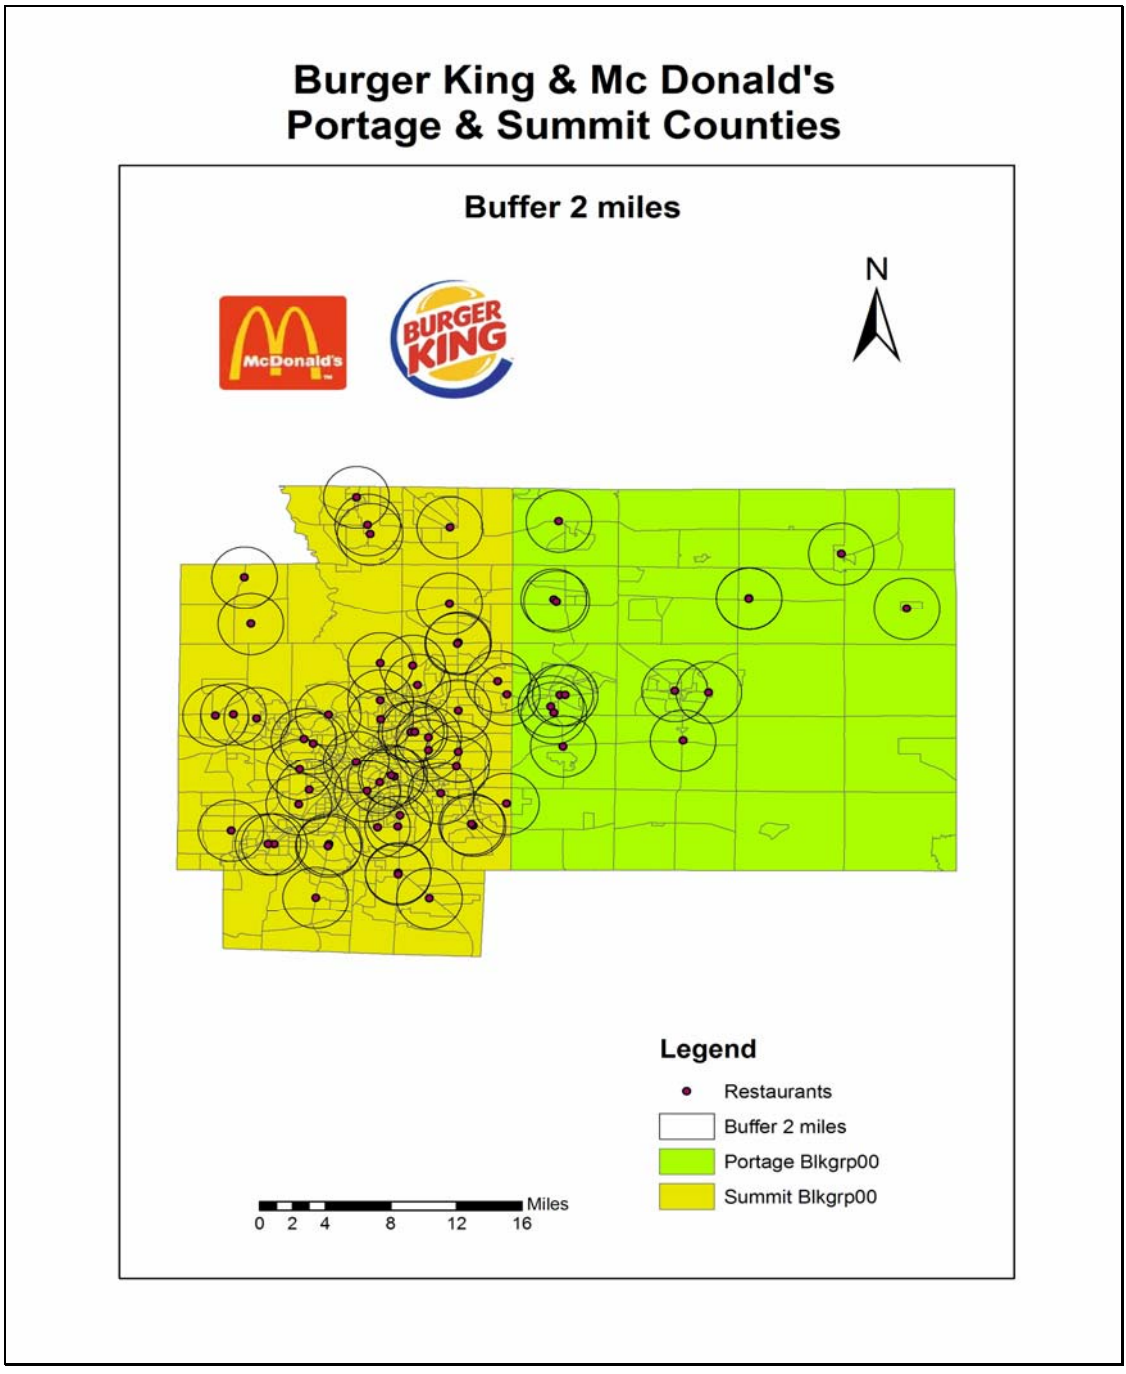 Burger King & Mc Donald's
Portage & Summit Counties
Buffer 2 miles
N
McDonald's
TM
BURGER
KING
Legend
Restaurants
Buffer 2 miles
Portage Blkgrp00
Summit Blkgrp00
Miles
0 2 4 8 12 16